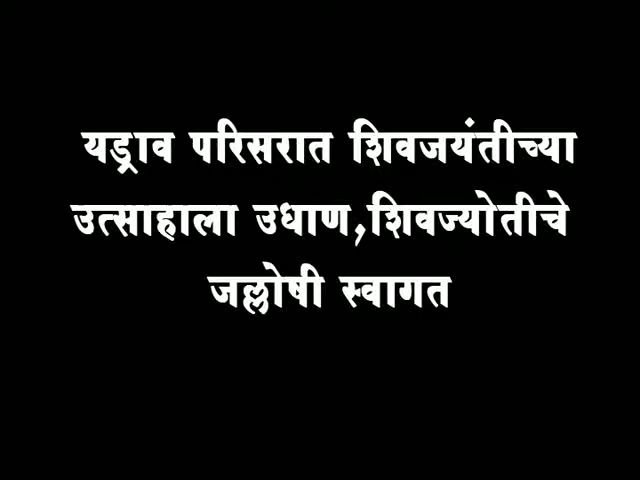 यड्राव परिसरात शिवजयंतीच्या
उत्साहाला उधाण,शिवज्योतीचे
जल्लोषी स्वागत